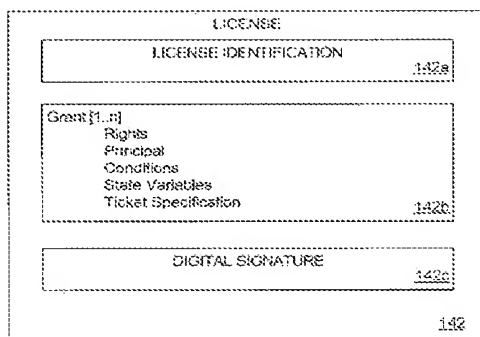 LICENSE
LICENSE IDENTIFICATION
142a
Grant [1..n]
Rights
Principal
Conditions
State Variables
Ticket Specification
142b
DIGITAL SIGNATURE
142c
142